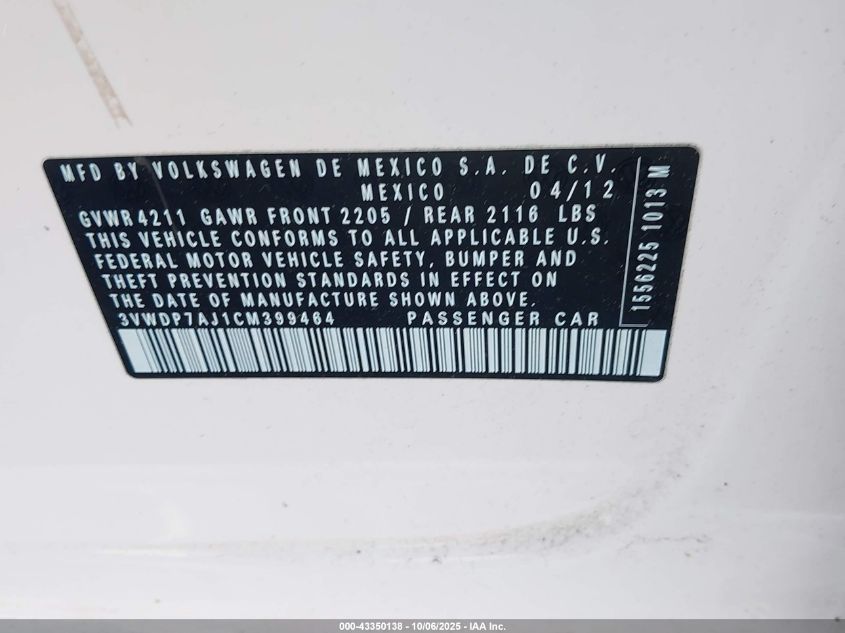 MFD BY VOLKSWAGEN DE MEXICO S.A. DE C.V.
MEXICO 04/12
GVWR 4211 GAWR FRONT 2205 / REAR 2116 LBS
THIS VEHICLE CONFORMS TO ALL APPLICABLE U.S.
FEDERAL MOTOR VEHICLE SAFETY, BUMPER AND
THEFT PREVENTION STANDARDS IN EFFECT ON
THE DATE OF MANUFACTURE SHOWN ABOVE.
3VWDP7AJ1CM399464 PASSENGER CAR
1556225 1013 M
000-43350138 - 10/06/2025 - IAA Inc.